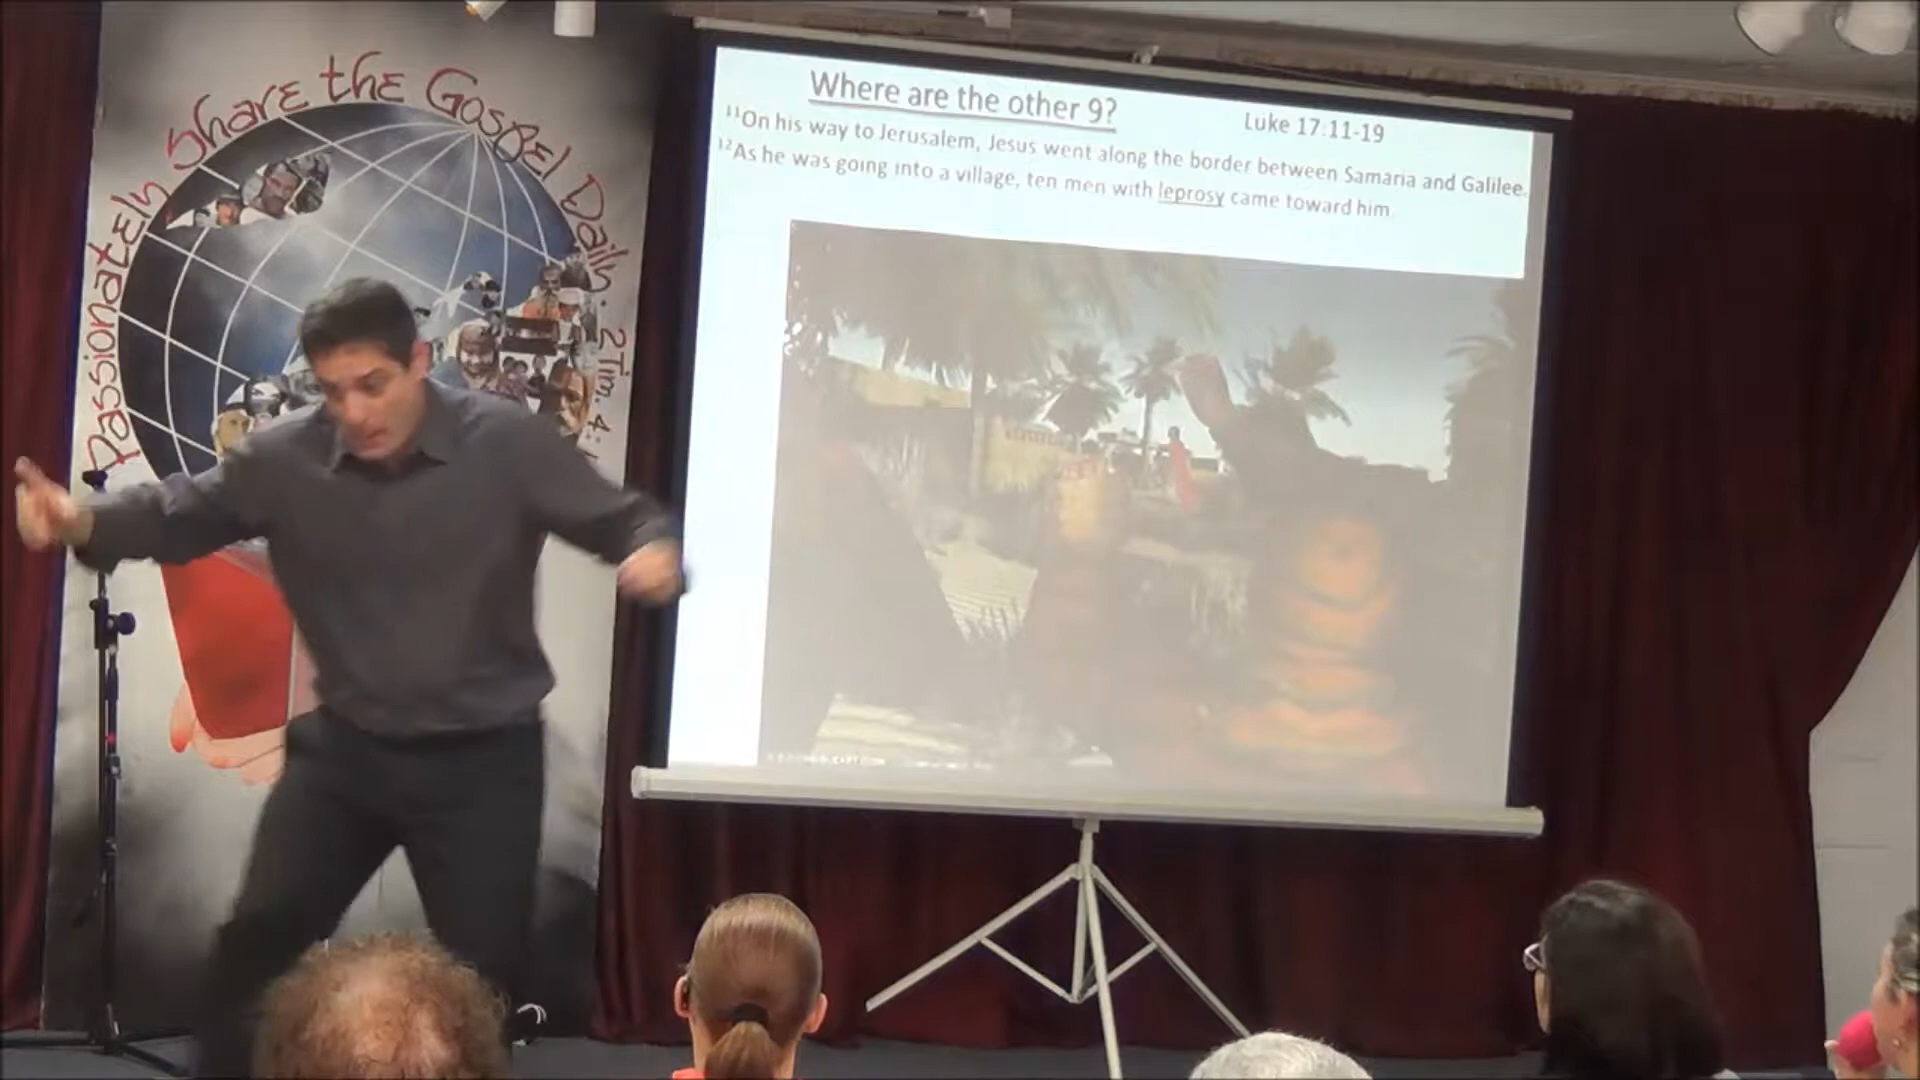 Passionately Share the Gospel Daily. 2Tim. 4:
Where are the other 9?
Luke 17:11-19
¹¹On his way to Jerusalem, Jesus went along the border between Samaria and Galilee.
¹²As he was going into a village, ten men with leprosy came toward him.